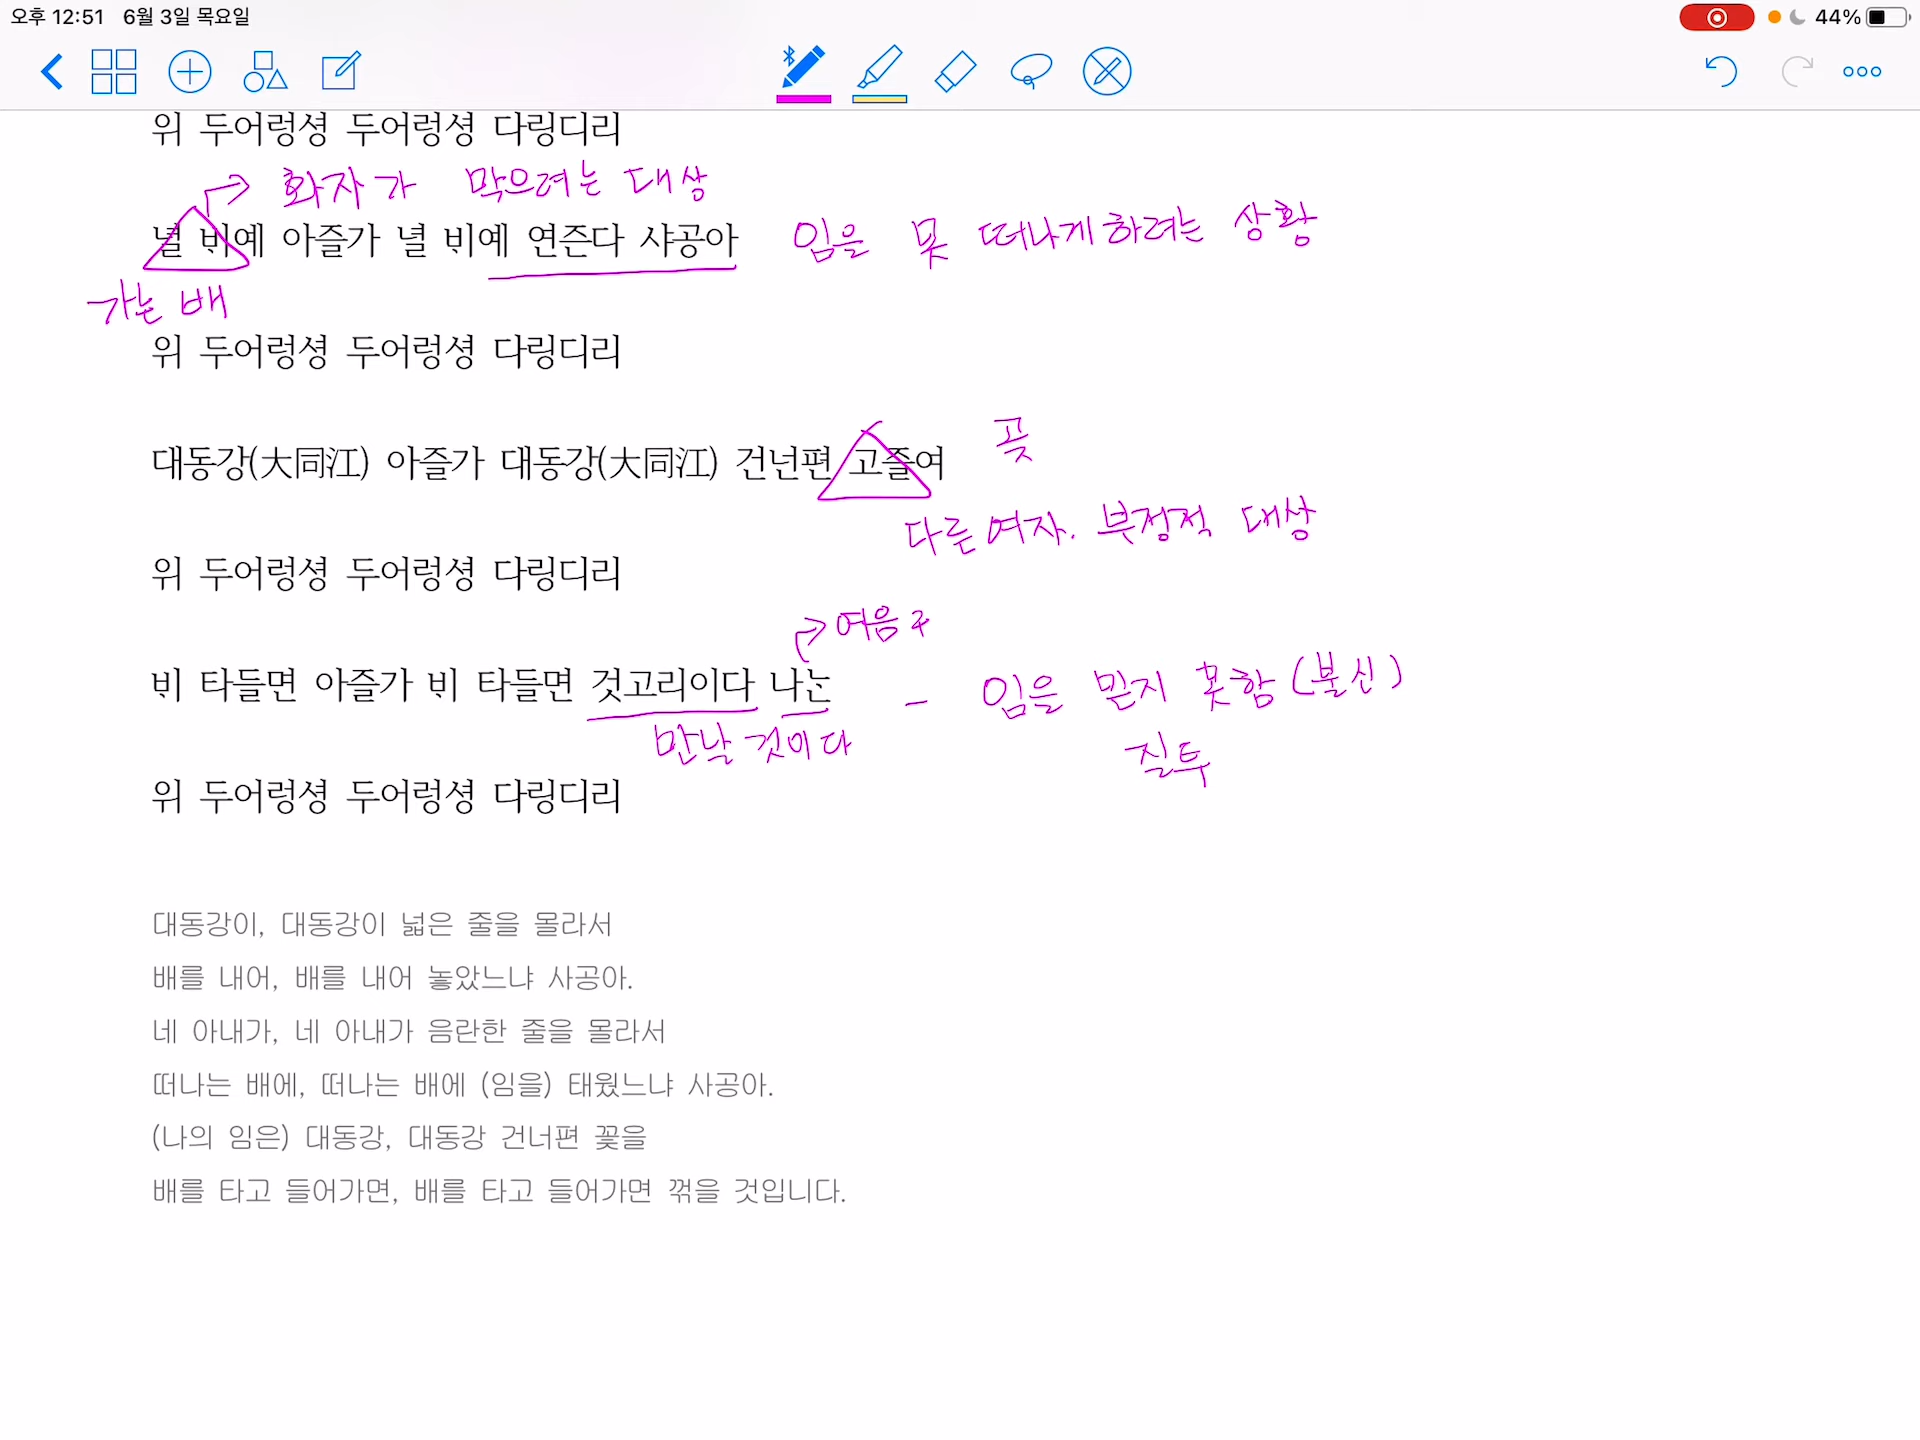 오후 12:51 6월 3일 목요일
44%
위 두어렁셩 두어렁셩 다링디리
화자가 막으려는 대상
녈 ᄇᆡ예 아즐가 녈 ᄇᆡ예 연즌다 샤공아 임을 못 떠나게하려는 상황
가는 배
위 두어렁셩 두어렁셩 다링디리
대동강(大同江) 아즐가 대동강(大同江) 건넌편 고즐여 곶
다른 여자. 부정적 대상
위 두어렁셩 두어렁셩 다링디리
여음구
ᄇᆡ 타들면 아즐가 ᄇᆡ 타들면 것고리이다 나ᄂᆞᆫ - 임을 믿지 못함 (불신)
만날 것이다 질투
위 두어렁셩 두어렁셩 다링디리
대동강이, 대동강이 넓은 줄을 몰라서
배를 내어, 배를 내어 놓았느냐 사공아.
네 아내가, 네 아내가 음란한 줄을 몰라서
떠나는 배에, 떠나는 배에 (임을) 태웠느냐 사공아.
(나의 임은) 대동강, 대동강 건너편 꽃을
배를 타고 들어가면, 배를 타고 들어가면 꺾을 것입니다.